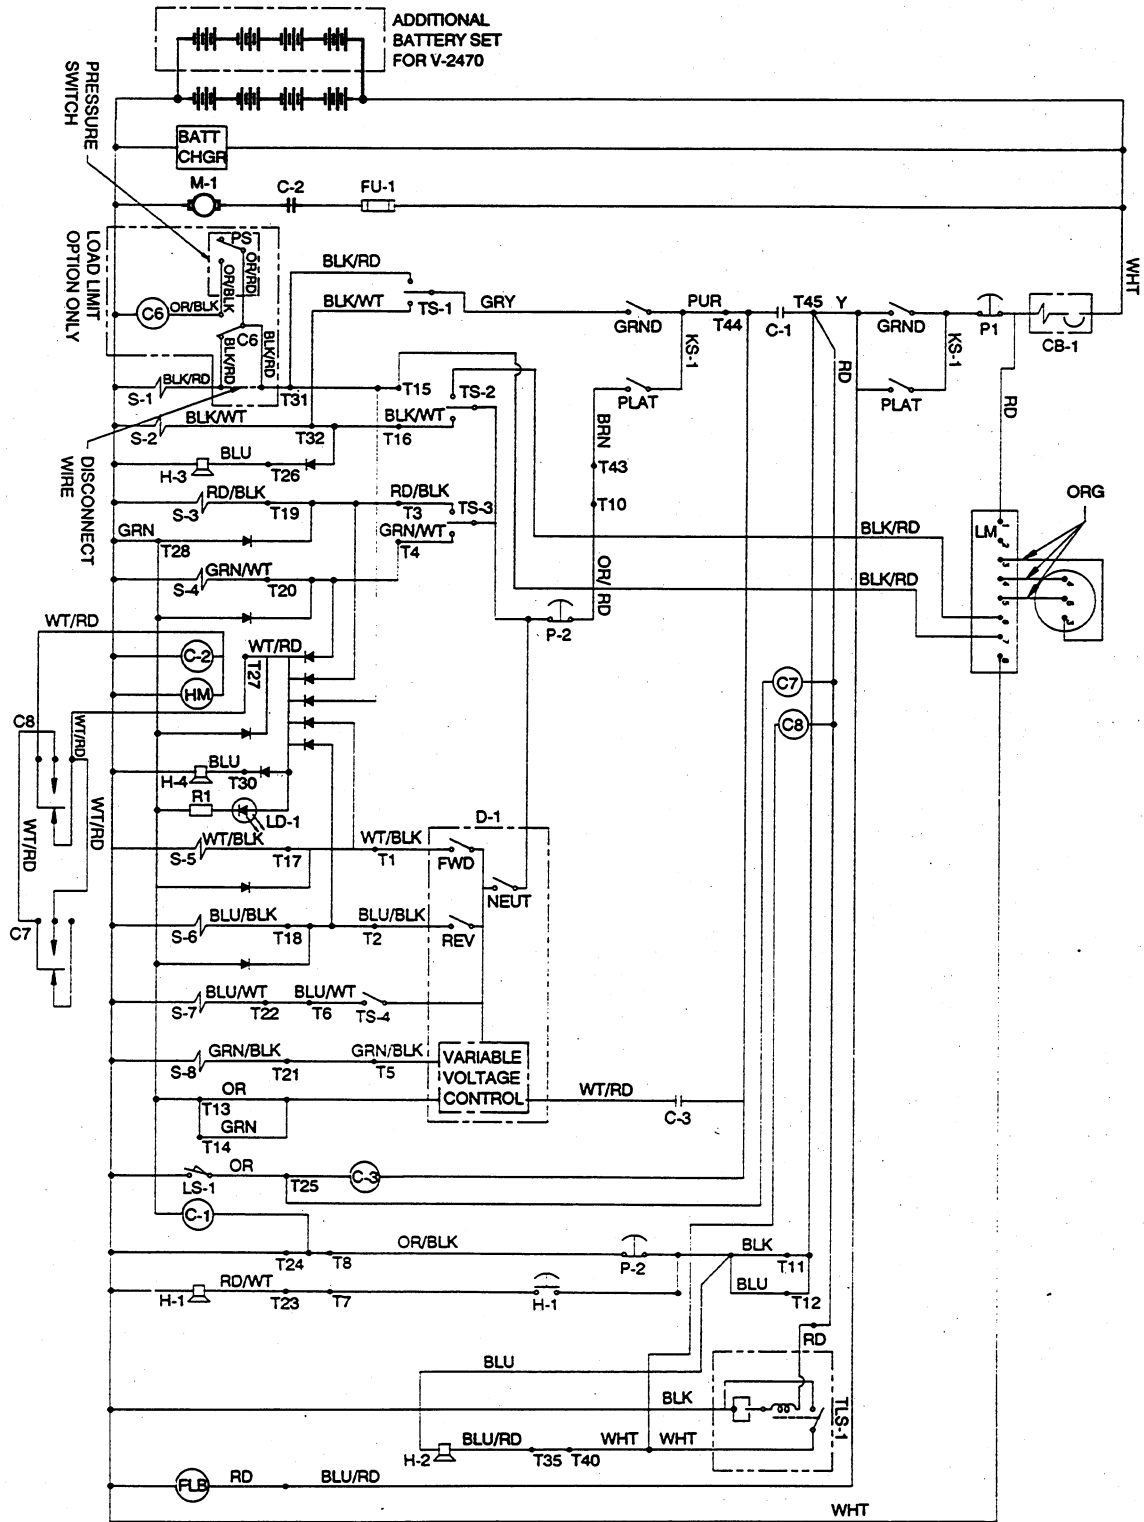 ADDITIONAL
BATTERY SET
FOR V-2470
PRESSURE
SWITCH
BATT
CHGR
M-1
C-2
FU-1
WHT
LOAD LIMIT
OPTION ONLY
PS
OR/RD
OR/BLK
C6
OR/BLK
C6
BLK/RD
BLK/RD
BLK/RD
BLK/WT
TS-1
GRY
GRND
PUR
T44
C-1
T45
Y
GRND
P1
CB-1
KS-1
KS-1
RD
RD
S-1
BLK/RD
T31
T15
TS-2
PLAT
PLAT
S-2
BLK/WT
T32
BLK/WT
T16
BRN
H-3
BLU
T26
T43
DISCONNECT
WIRE
S-3
RD/BLK
T19
RD/BLK
T3
TS-3
T10
ORG
GRN
T28
GRN/WT
T4
BLK/RD
LM
1
2
3
4
5
6
7
8
S-4
GRN/WT
T20
OR/RD
BLK/RD
WT/RD
P-2
C-2
WT/RD
T27
HM
C7
C8
C8
WT/RD
BLU
H-4
T30
R1
LD-1
WT/RD
WT/RD
D-1
S-5
WT/BLK
T17
WT/BLK
T1
FWD
NEUT
S-6
BLU/BLK
T18
BLU/BLK
T2
REV
C7
S-7
BLU/WT
T22
BLU/WT
T6
TS-4
S-8
GRN/BLK
T21
GRN/BLK
T5
VARIABLE
VOLTAGE
CONTROL
OR
T13
WT/RD
C-3
GRN
T14
LS-1
OR
T25
C-3
C-1
T24
T8
OR/BLK
P-2
BLK
T11
H-1
RD/WT
T23
T7
H-1
BLU
T12
RD
BLU
BLK
TLS-1
H-2
BLU/RD
T35
T40
WHT
WHT
FLB
RD
BLU/RD
WHT